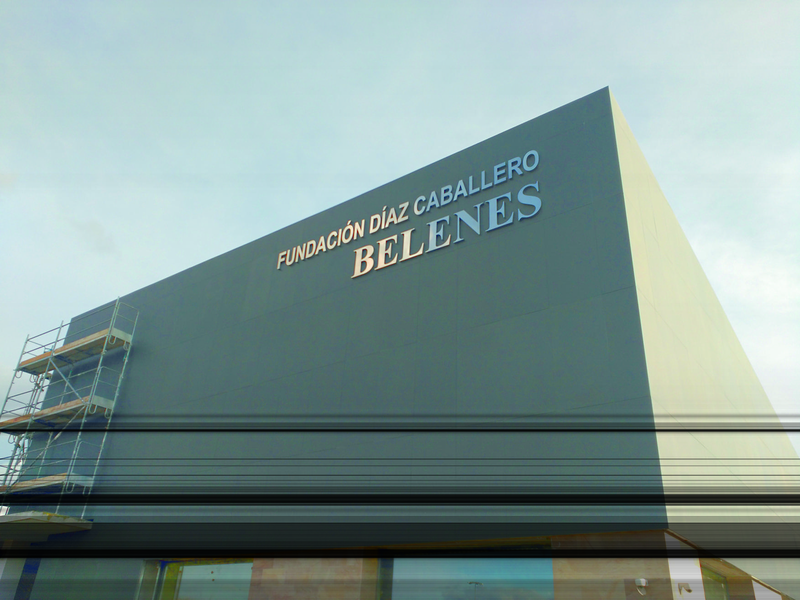 FUNDACIÓN DÍAZ CABALLERO
BELENES